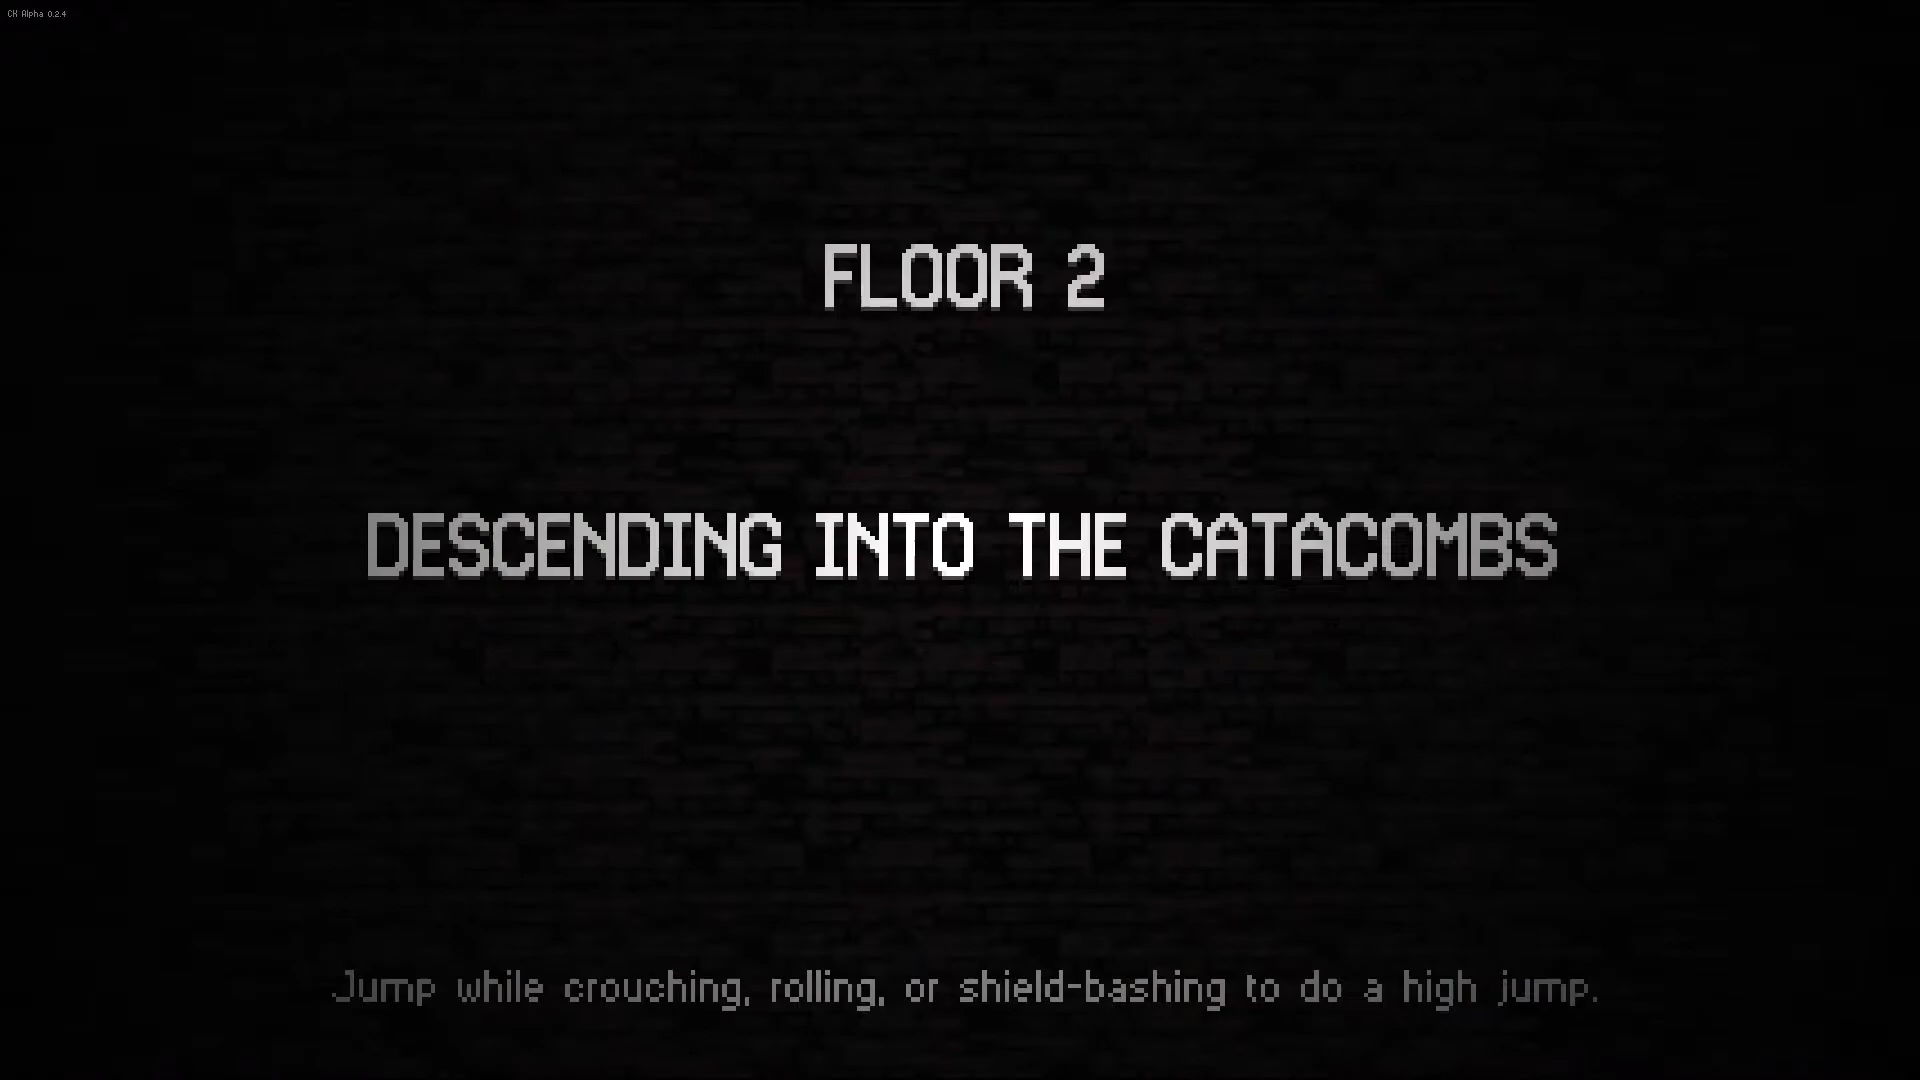 CK Alpha 0.2.4
FLOOR 2
DESCENDING INTO THE CATACOMBS
Jump while crouching, rolling, or shield-bashing to do a high jump.